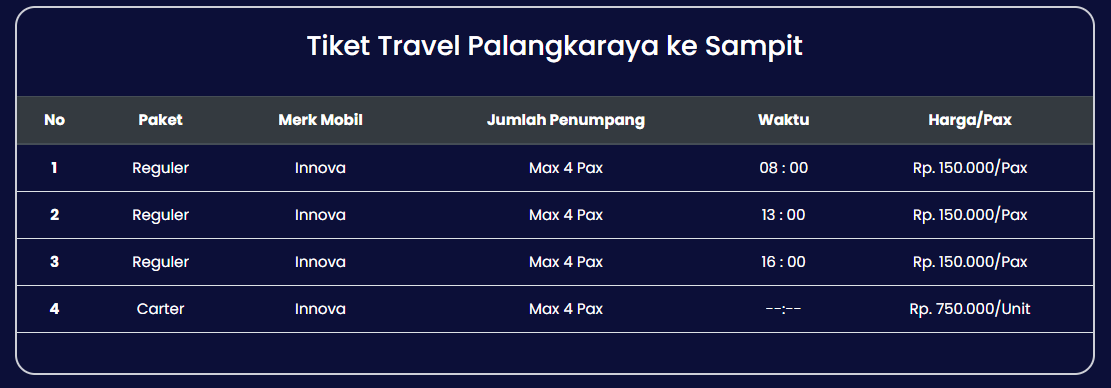 Tiket Travel Palangkaraya ke Sampit
No Paket Merk Mobil Jumlah Penumpang Waktu Harga/Pax
1 Reguler Innova Max 4 Pax 08 : 00 Rp. 150.000/Pax
2 Reguler Innova Max 4 Pax 13 : 00 Rp. 150.000/Pax
3 Reguler Innova Max 4 Pax 16 : 00 Rp. 150.000/Pax
4 Carter Innova Max 4 Pax --:-- Rp. 750.000/Unit